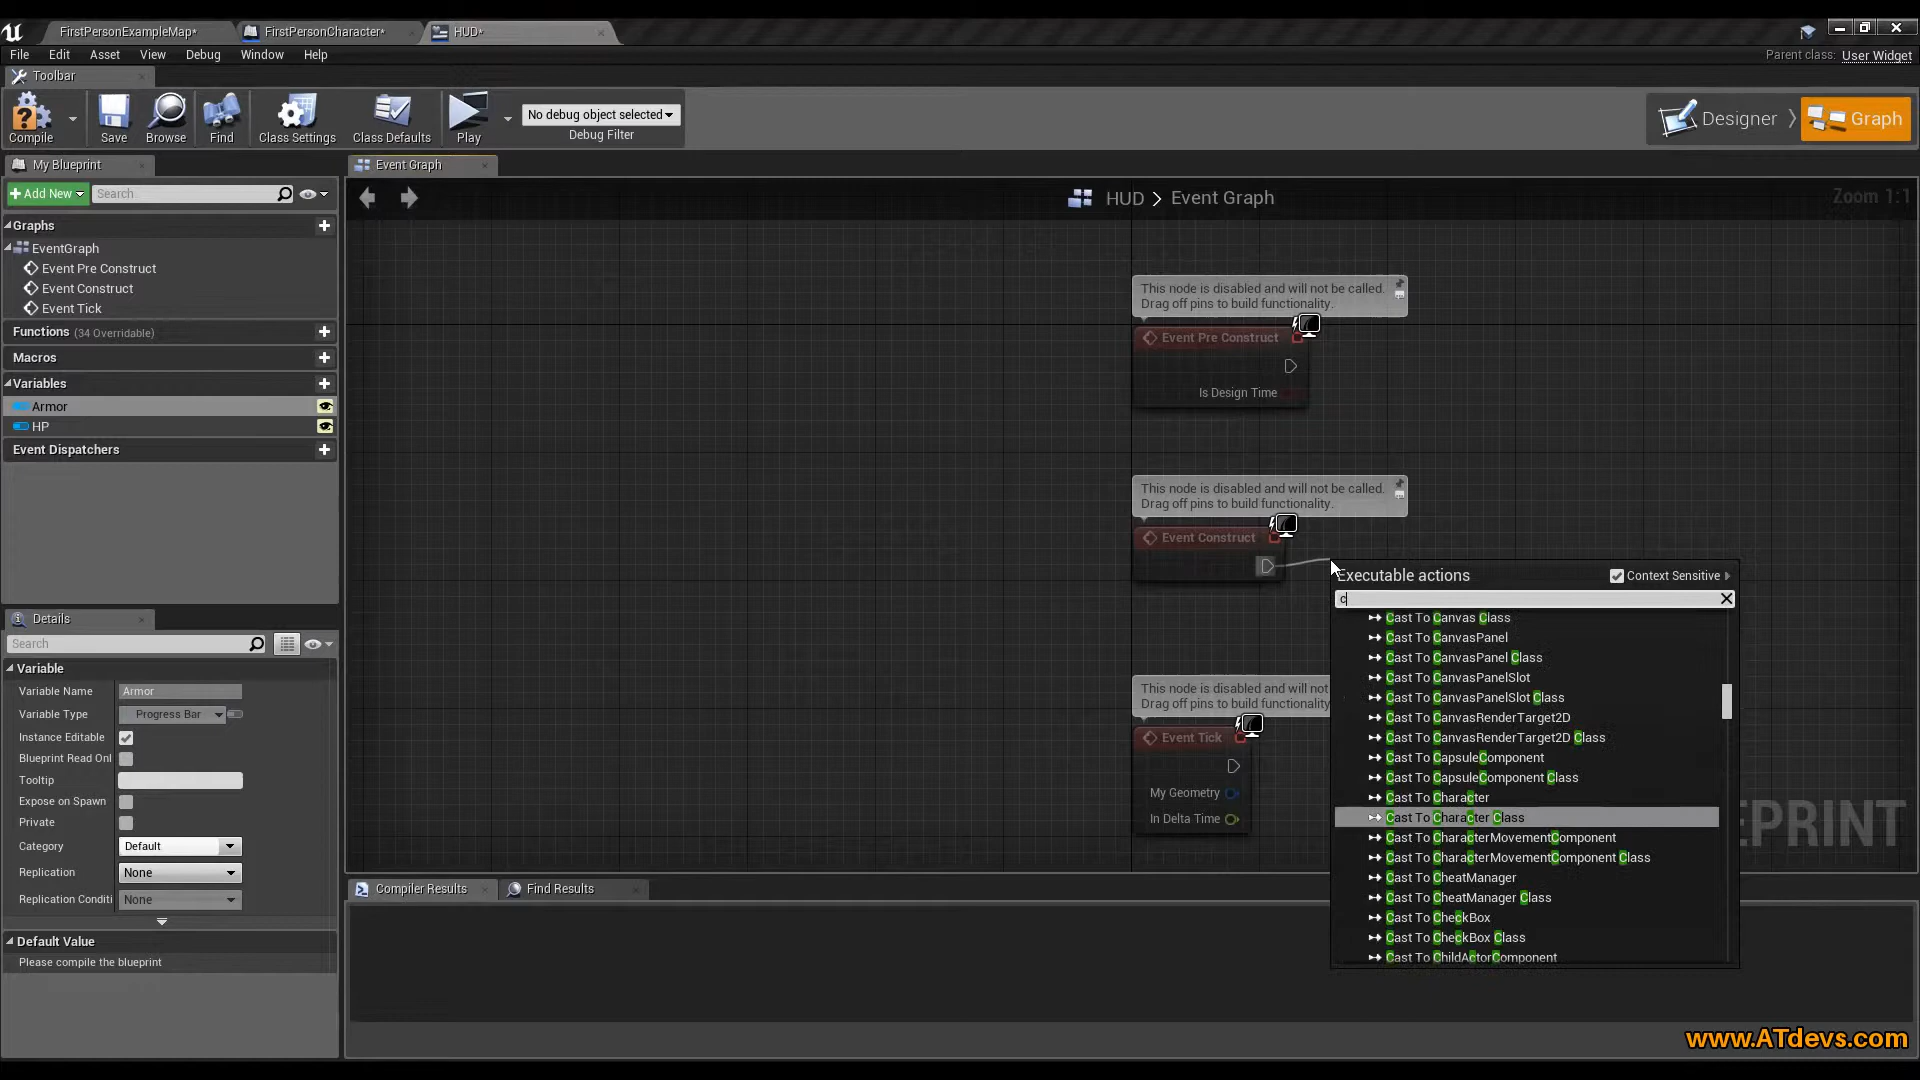 FirstPersonExampleMap*
FirstPersonCharacter*
HUD*
File Edit Asset View Debug Window Help
Parent class: User Widget
Toolbar
Compile
Save
Browse
Find
Class Settings
Class Defaults
Play
No debug object selected
Debug Filter
Designer
Graph
My Blueprint
Event Graph
+Add New
Search
HUD > Event Graph
Zoom 1:1
Graphs
EventGraph
Event Pre Construct
Event Construct
Event Tick
Functions (34 Overridable)
Macros
Variables
Armor
HP
Event Dispatchers
This node is disabled and will not be called.
Drag off pins to build functionality.
Event Pre Construct
Is Design Time
This node is disabled and will not be called.
Drag off pins to build functionality.
Event Construct
This node is disabled and will not
Drag off pins to build functionality
Event Tick
My Geometry
In Delta Time
Executable actions
Context Sensitive
c
Cast To Canvas Class
Cast To CanvasPanel
Cast To CanvasPanel Class
Cast To CanvasPanelSlot
Cast To CanvasPanelSlot Class
Cast To CanvasRenderTarget2D
Cast To CanvasRenderTarget2D Class
Cast To CapsuleComponent
Cast To CapsuleComponent Class
Cast To Character
Cast To Character Class
Cast To CharacterMovementComponent
Cast To CharacterMovementComponent Class
Cast To CheatManager
Cast To CheatManager Class
Cast To CheckBox
Cast To CheckBox Class
Cast To ChildActorComponent
EPRINT
Details
Search
Variable
Variable Name Armor
Variable Type Progress Bar
Instance Editable
Blueprint Read Onl
Tooltip
Expose on Spawn
Private
Category Default
Replication None
Replication Conditi None
Default Value
Please compile the blueprint
Compiler Results
Find Results
www.ATdevs.com